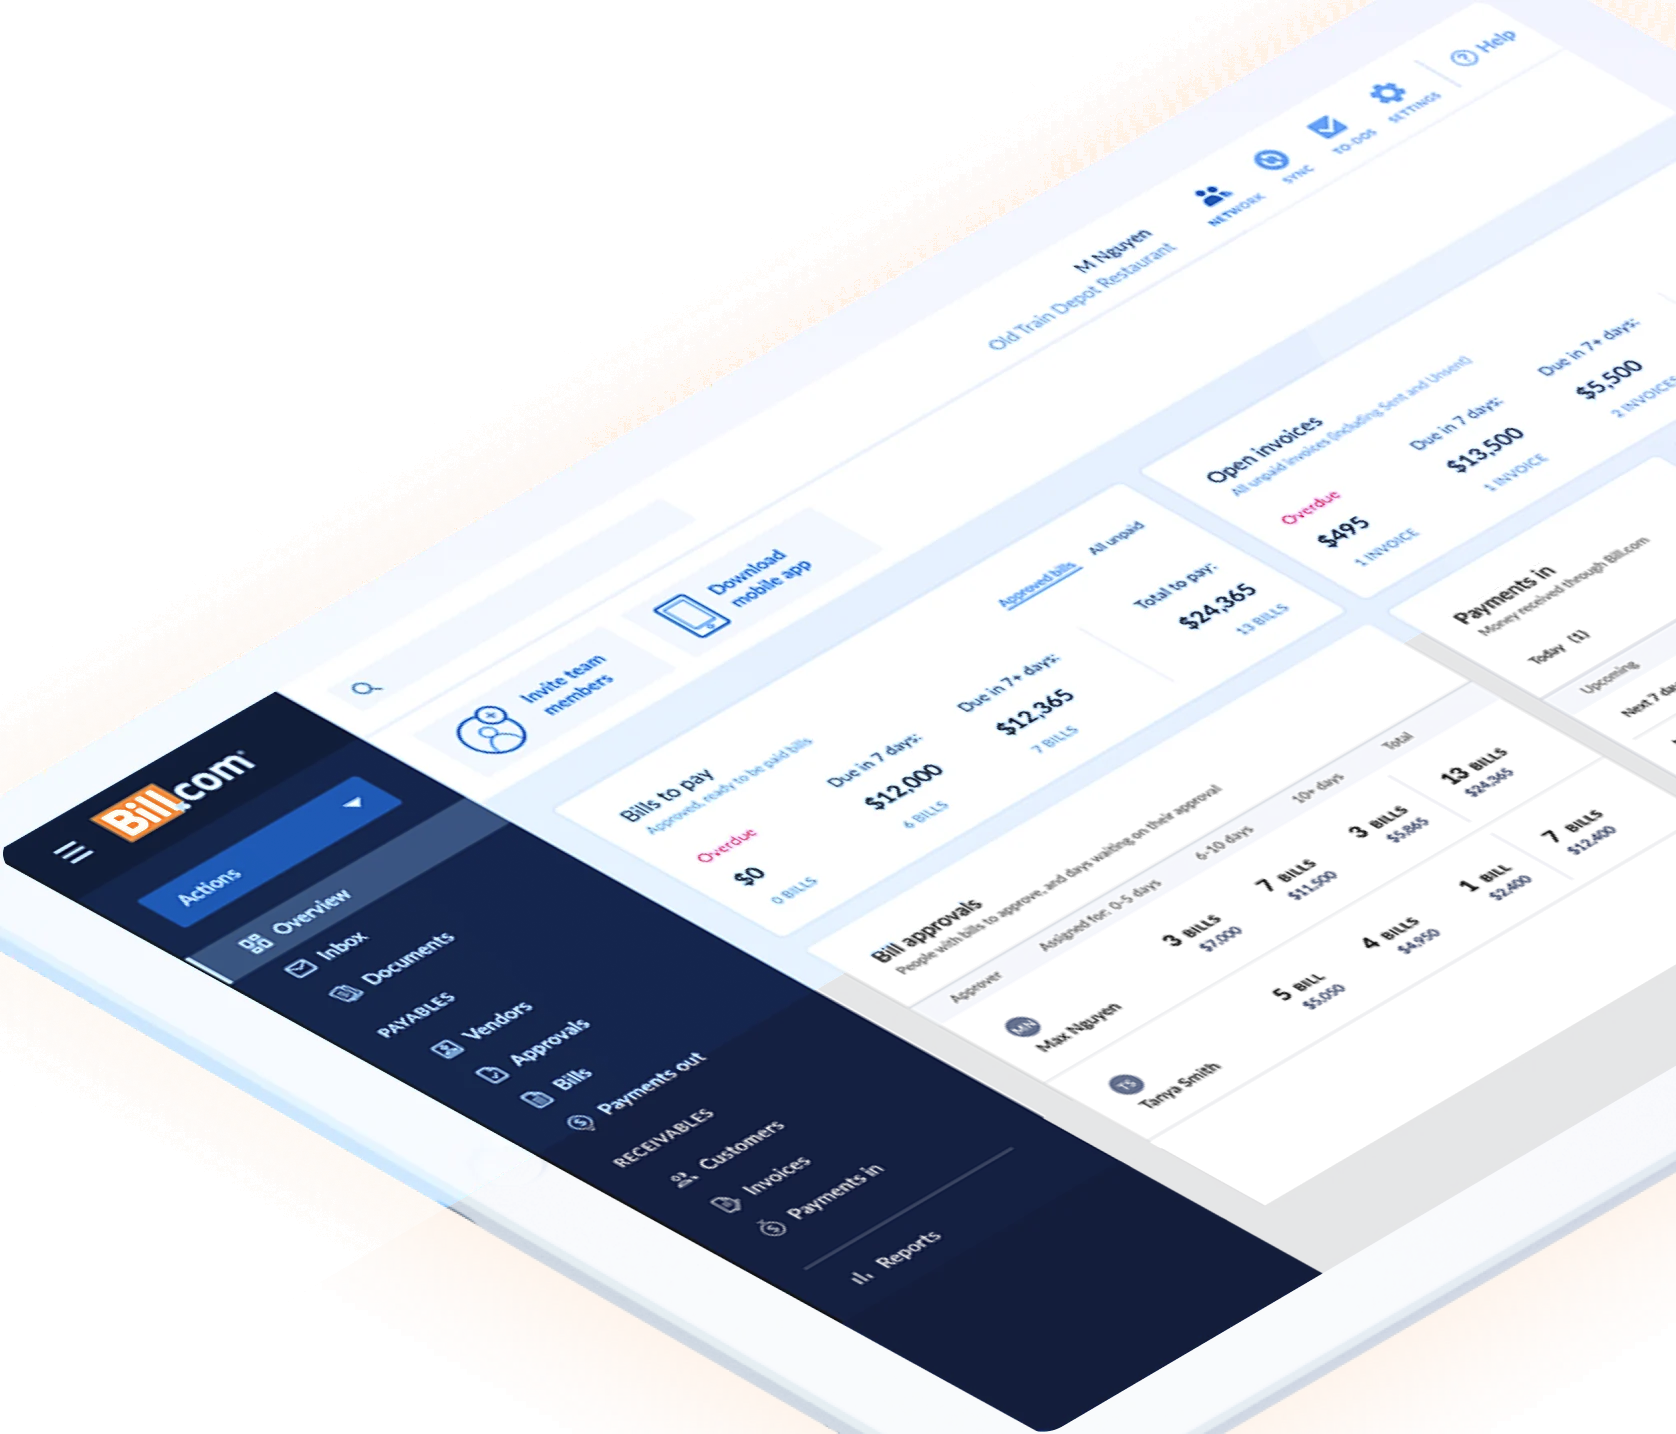 Help
SETTINGS
TO-DOS
SYNC
NETWORK
M Nguyen
Old Train Depot Restaurant
Bill.com
Actions
Overview
Inbox
Documents
PAYABLES
Vendors
Approvals
Bills
Payments out
RECEIVABLES
Customers
Invoices
Payments in
Reports
Invite team
members
Download
mobile app
Bills to pay
Approved, ready to be paid bills
Approved bills
All unpaid
Overdue
$0
0 BILLS
Due in 7 days:
$12,000
6 BILLS
Due in 7+ days:
$12,365
7 BILLS
Total to pay:
$24,365
13 BILLS
Open invoices
All unpaid invoices (including Sent and Unsent)
Overdue
$495
1 INVOICE
Due in 7 days:
$13,500
1 INVOICE
Due in 7+ days:
$5,500
2 INVOICES
Bill approvals
People with bills to approve, and days waiting on their approval
Approver
Assigned for: 0-5 days
6-10 days
10+ days
Total
MN
Max Nguyen
3 BILLS
$7,000
7 BILLS
$11,500
3 BILLS
$5,865
13 BILLS
$24,365
TS
Tanya Smith
5 BILL
$5,050
4 BILLS
$4,950
1 BILL
$2,400
7 BILLS
$12,400
Payments in
Money received through Bill.com
Today (1)
Upcoming
Next 7